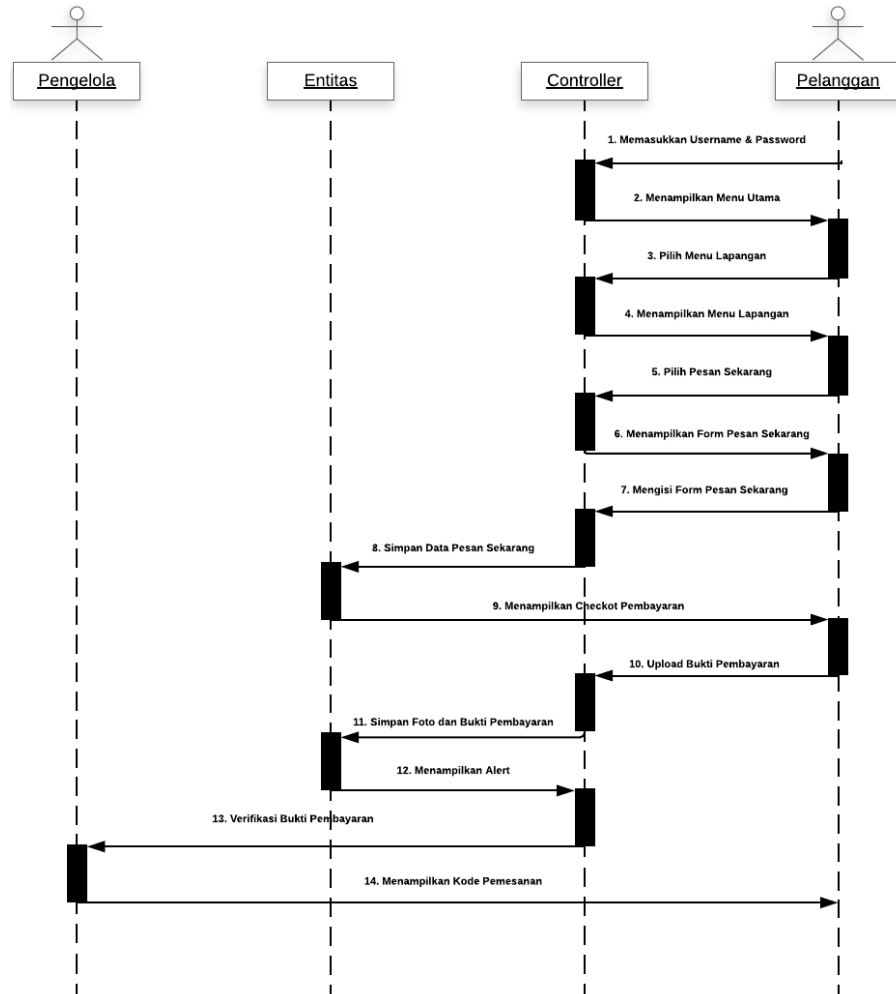 Pengelola
Entitas
Controller
Pelanggan
1. Memasukkan Username & Password
2. Menampilkan Menu Utama
3. Pilih Menu Lapangan
4. Menampilkan Menu Lapangan
5. Pilih Pesan Sekarang
6. Menampilkan Form Pesan Sekarang
7. Mengisi Form Pesan Sekarang
8. Simpan Data Pesan Sekarang
9. Menampilkan Checkot Pembayaran
10. Upload Bukti Pembayaran
11. Simpan Foto dan Bukti Pembayaran
12. Menampilkan Alert
13. Verifikasi Bukti Pembayaran
14. Menampilkan Kode Pemesanan